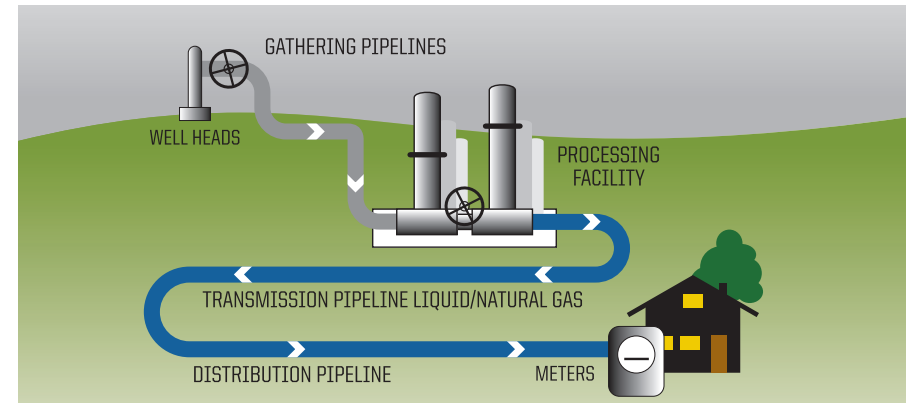 GATHERING PIPELINES
WELL HEADS
PROCESSING
FACILITY
TRANSMISSION PIPELINE LIQUID/NATURAL GAS
DISTRIBUTION PIPELINE
METERS